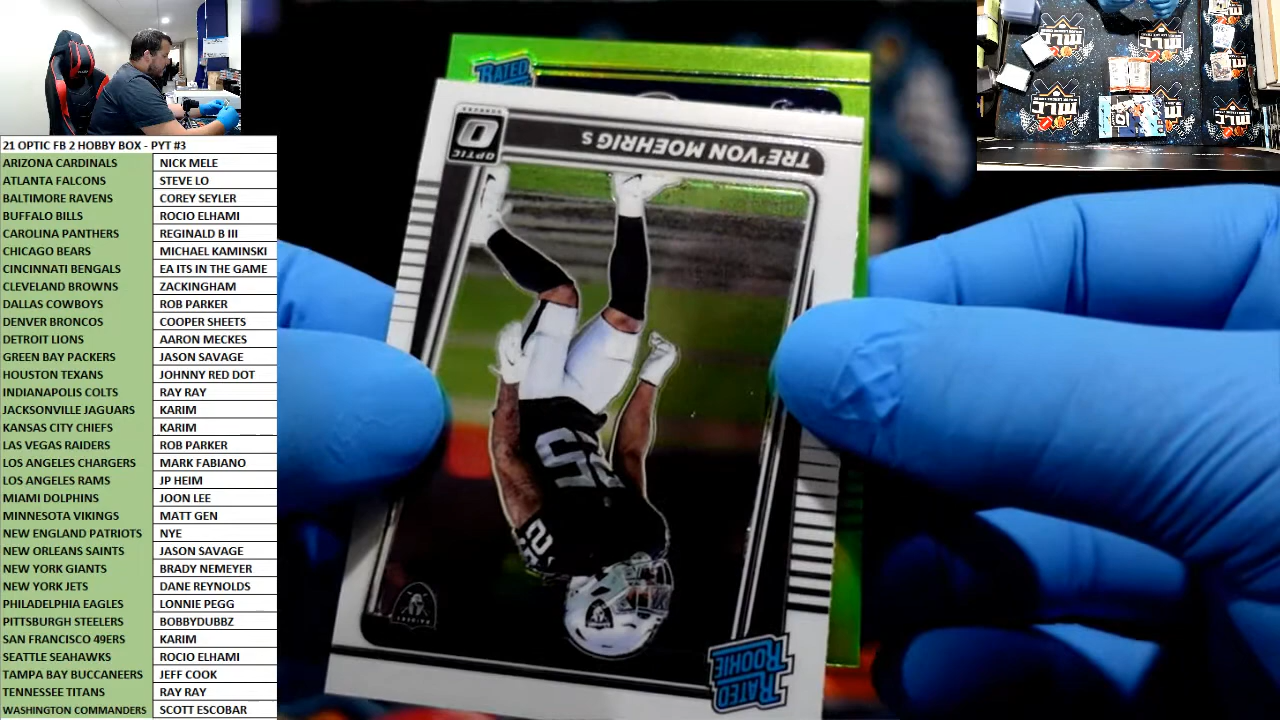 21 OPTIC FB 2 HOBBY BOX - PYT #3
ARIZONA CARDINALS NICK MELE
ATLANTA FALCONS STEVE LO
BALTIMORE RAVENS COREY SEYLER
BUFFALO BILLS ROCIO ELHAMI
CAROLINA PANTHERS REGINALD B III
CHICAGO BEARS MICHAEL KAMINSKI
CINCINNATI BENGALS EA ITS IN THE GAME
CLEVELAND BROWNS ZACKINGHAM
DALLAS COWBOYS ROB PARKER
DENVER BRONCOS COOPER SHEETS
DETROIT LIONS AARON MECKES
GREEN BAY PACKERS JASON SAVAGE
HOUSTON TEXANS JOHNNY RED DOT
INDIANAPOLIS COLTS RAY RAY
JACKSONVILLE JAGUARS KARIM
KANSAS CITY CHIEFS KARIM
LAS VEGAS RAIDERS ROB PARKER
LOS ANGELES CHARGERS MARK FABIANO
LOS ANGELES RAMS JP HEIM
MIAMI DOLPHINS JOON LEE
MINNESOTA VIKINGS MATT GEN
NEW ENGLAND PATRIOTS NYE
NEW ORLEANS SAINTS JASON SAVAGE
NEW YORK GIANTS BRADY NEMEYER
NEW YORK JETS DANE REYNOLDS
PHILADELPHIA EAGLES LONNIE PEGG
PITTSBURGH STEELERS BOBBYDUBBZ
SAN FRANCISCO 49ERS KARIM
SEATTLE SEAHAWKS ROCIO ELHAMI
TAMPA BAY BUCCANEERS JEFF COOK
TENNESSEE TITANS RAY RAY
WASHINGTON COMMANDERS SCOTT ESCOBAR
RATED
OPTIC
TRE'VON MOEHRIG S
25
25
RAIDERS
RATED
ROOKIE